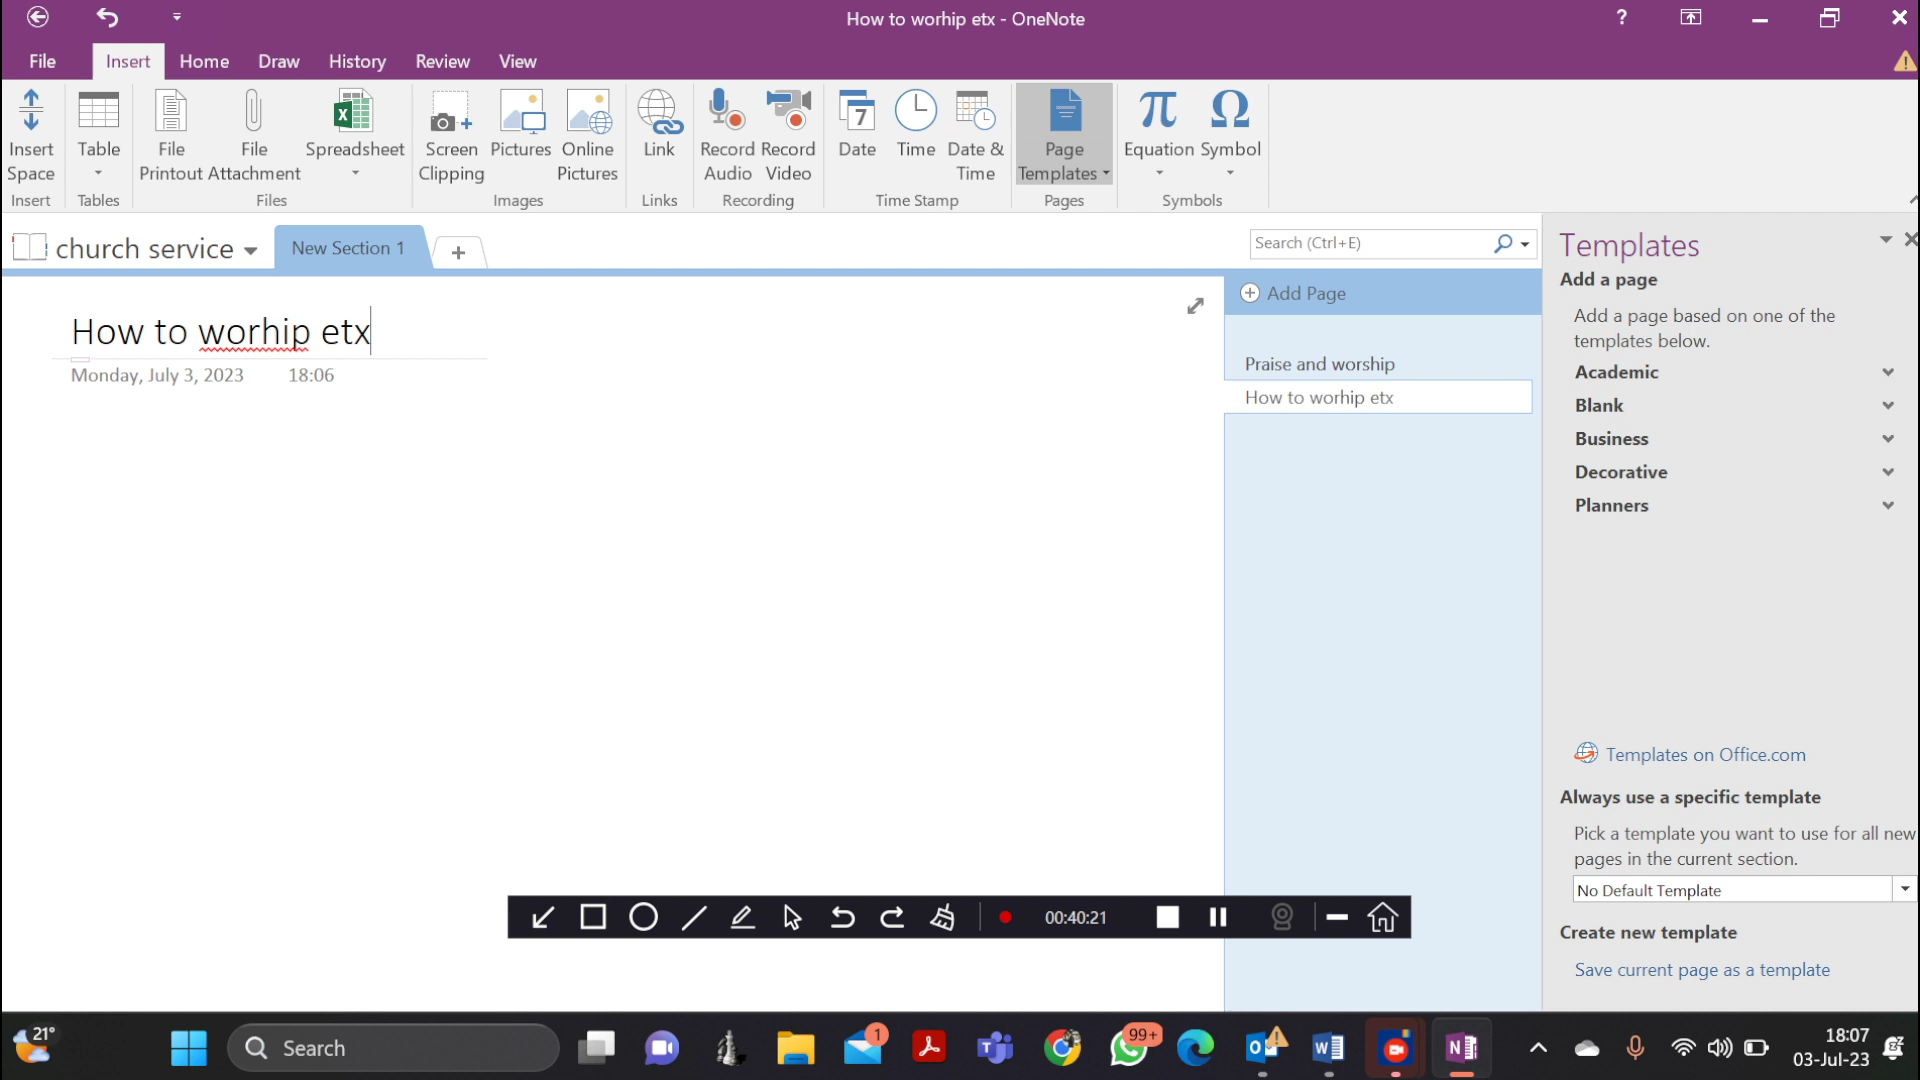 How to worhip etx - OneNote
?
File Insert Home Draw History Review View
Insert Space
Table
File Printout
File Attachment
Spreadsheet
Screen Clipping
Pictures
Online Pictures
Link
Record Audio
Record Video
7
Date
Time
Date & Time
Page Templates
π
Equation
Ω
Symbol
Insert Tables Files Images Links Recording Time Stamp Pages Symbols
church service New Section 1 +
Search (Ctrl+E)
How to worhip etx
Monday, July 3, 2023 18:06
Add Page
Praise and worship
How to worhip etx
Templates
Add a page
Add a page based on one of the
templates below.
Academic
Blank
Business
Decorative
Planners
Templates on Office.com
Always use a specific template
Pick a template you want to use for all new
pages in the current section.
No Default Template
Create new template
Save current page as a template
00:40:21
21°
Search
1
99+
18:07
03-Jul-23